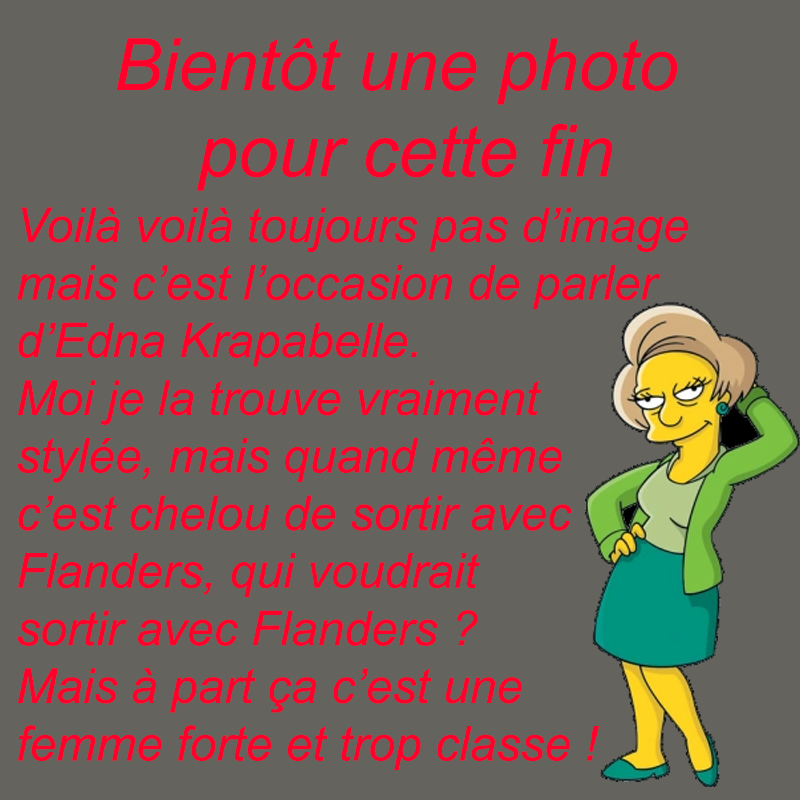 Bientôt une photo
pour cette fin
Voilà voilà toujours pas d’image
mais c’est l’occasion de parler
d’Edna Krapabelle.
Moi je la trouve vraiment
stylée, mais quand même
c’est chelou de sortir avec
Flanders, qui voudrait
sortir avec Flanders ?
Mais à part ça c’est une
femme forte et trop classe !